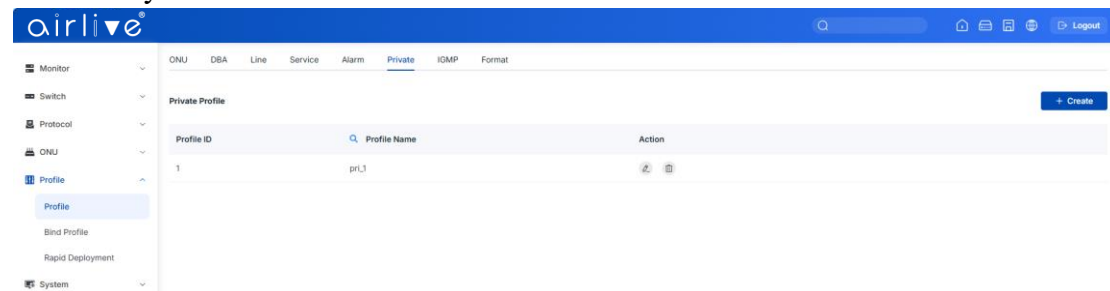 airlive®
Logout
Monitor
Switch
Protocol
ONU
Profile
Profile
Bind Profile
Rapid Deployment
System
ONU DBA Line Service Alarm Private IGMP Format
Private Profile
+ Create
Profile ID Profile Name Action
1 pri_1